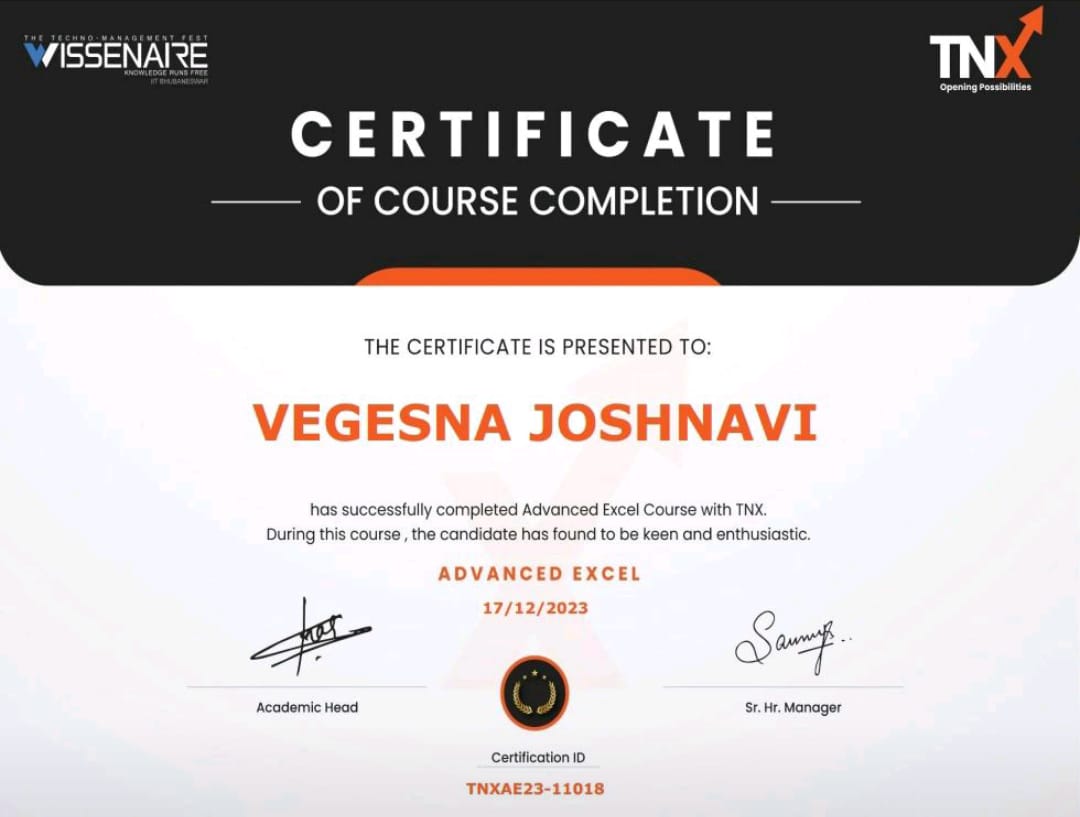 THE TECHNO-MANAGEMENT FEST
WISSENAIRE
KNOWLEDGE RUNS FREE
IIT BHUBANESWAR
TNX
Opening Possibilities
CERTIFICATE
OF COURSE COMPLETION
THE CERTIFICATE IS PRESENTED TO:
VEGESNA JOSHNAVI
has successfully completed Advanced Excel Course with TNX.
During this course , the candidate has found to be keen and enthusiastic.
ADVANCED EXCEL
17/12/2023
Academic Head
Sr. Hr. Manager
Certification ID
TNXAE23-11018